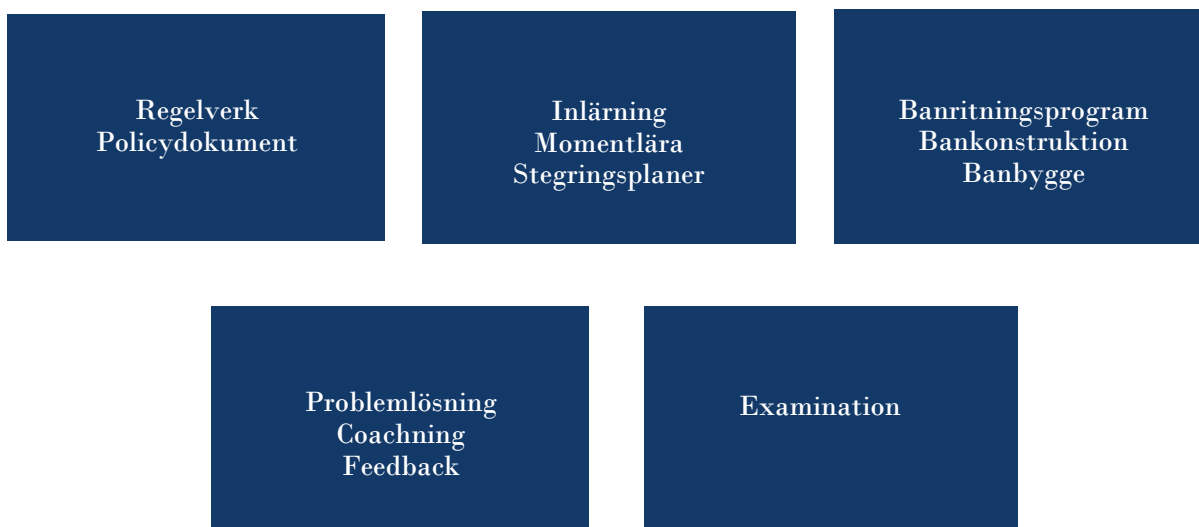 Regelverk
Policydokument
Inlärning
Momentlära
Stegringsplaner
Banritningsprogram
Bankonstruktion
Banbygge
Problemlösning
Coachning
Feedback
Examination